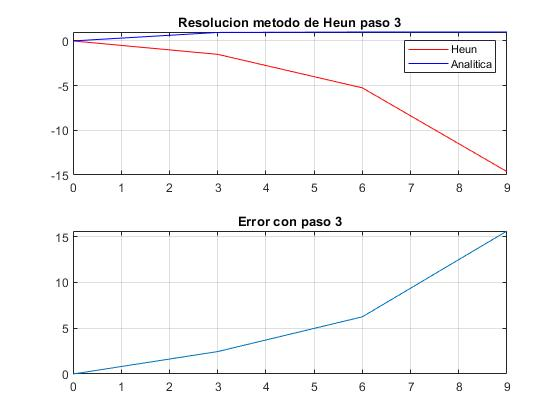 Resolucion metodo de Heun paso 3
0
-5
-10
-15
Heun
Analitica
0 1 2 3 4 5 6 7 8 9
Error con paso 3
15
10
5
0
0 1 2 3 4 5 6 7 8 9